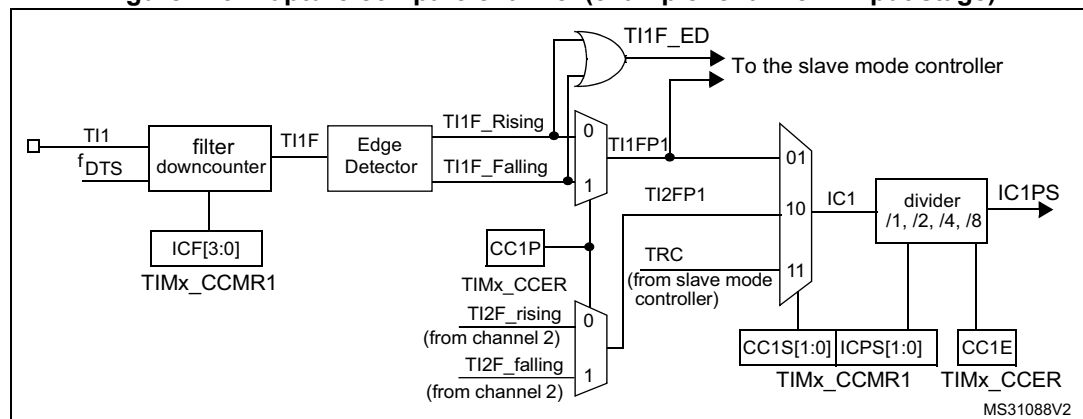 TI1F_ED
To the slave mode controller
TI1
f
DTS
filter
downcounter
TI1F
Edge
Detector
TI1F_Rising
TI1F_Falling
0
1
TI1FP1
01
TI2FP1
10
IC1
divider
/1, /2, /4, /8
IC1PS
ICF[3:0]
TIMx_CCMR1
CC1P
TIMx_CCER
TRC
(from slave mode
controller)
11
TI2F_rising
(from channel 2)
0
TI2F_falling
(from channel 2)
1
CC1S[1:0]
ICPS[1:0]
CC1E
TIMx_CCMR1
TIMx_CCER
MS31088V2